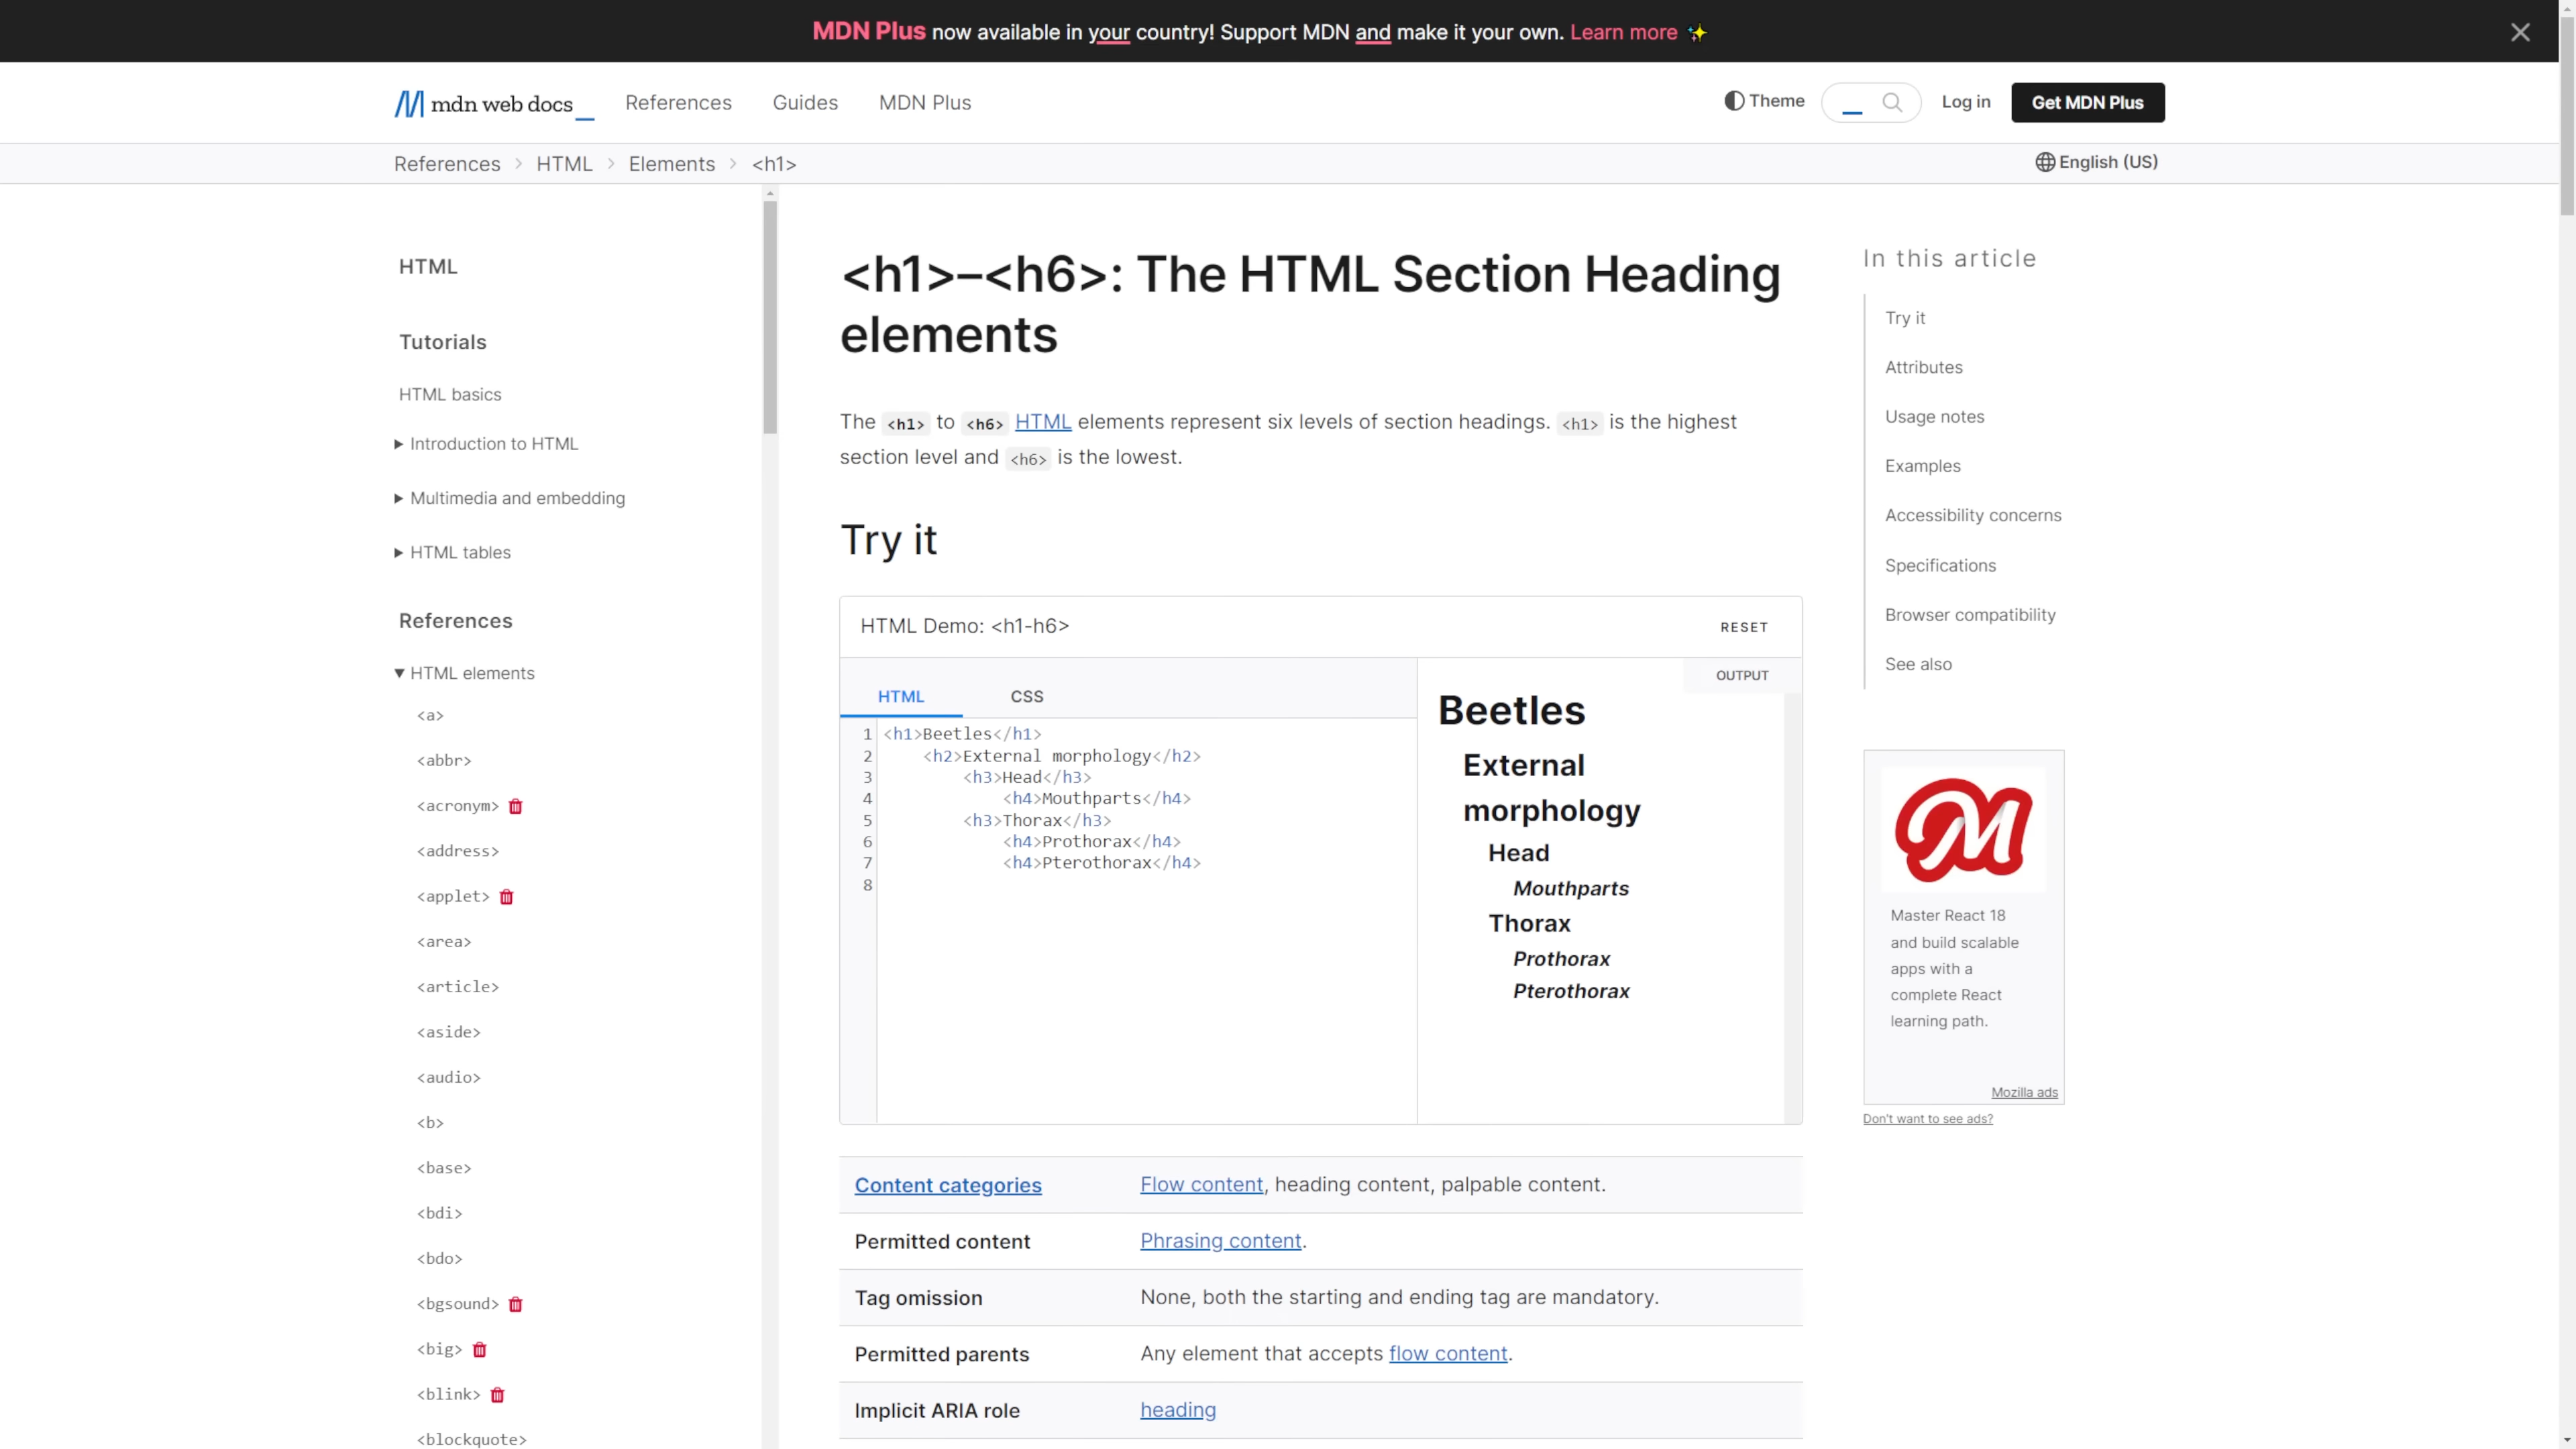 MDN Plus now available in your country! Support MDN and make it your own. Learn more ✨
mdn web docs_
References
Guides
MDN Plus
Theme
Log in
Get MDN Plus
References > HTML > Elements > <h1>
English (US)
HTML
Tutorials
HTML basics
Introduction to HTML
Multimedia and embedding
HTML tables
References
HTML elements
<a>
<abbr>
<acronym>
<address>
<applet>
<area>
<article>
<aside>
<audio>
<b>
<base>
<bdi>
<bdo>
<bgsound>
<big>
<blink>
<blockquote>
<h1>–<h6>: The HTML Section Heading
elements
The <h1> to <h6> HTML elements represent six levels of section headings. <h1> is the highest
section level and <h6> is the lowest.
Try it
HTML Demo: <h1-h6>
RESET
HTML
CSS
1 <h1>Beetles</h1>
2 <h2>External morphology</h2>
3 <h3>Head</h3>
4 <h4>Mouthparts</h4>
5 <h3>Thorax</h3>
6 <h4>Prothorax</h4>
7 <h4>Pterothorax</h4>
8
OUTPUT
Beetles
External
morphology
Head
Mouthparts
Thorax
Prothorax
Pterothorax
Content categories
Flow content, heading content, palpable content.
Permitted content
Phrasing content.
Tag omission
None, both the starting and ending tag are mandatory.
Permitted parents
Any element that accepts flow content.
Implicit ARIA role
heading
In this article
Try it
Attributes
Usage notes
Examples
Accessibility concerns
Specifications
Browser compatibility
See also
M
Master React 18
and build scalable
apps with a
complete React
learning path.
Mozilla ads
Don't want to see ads?